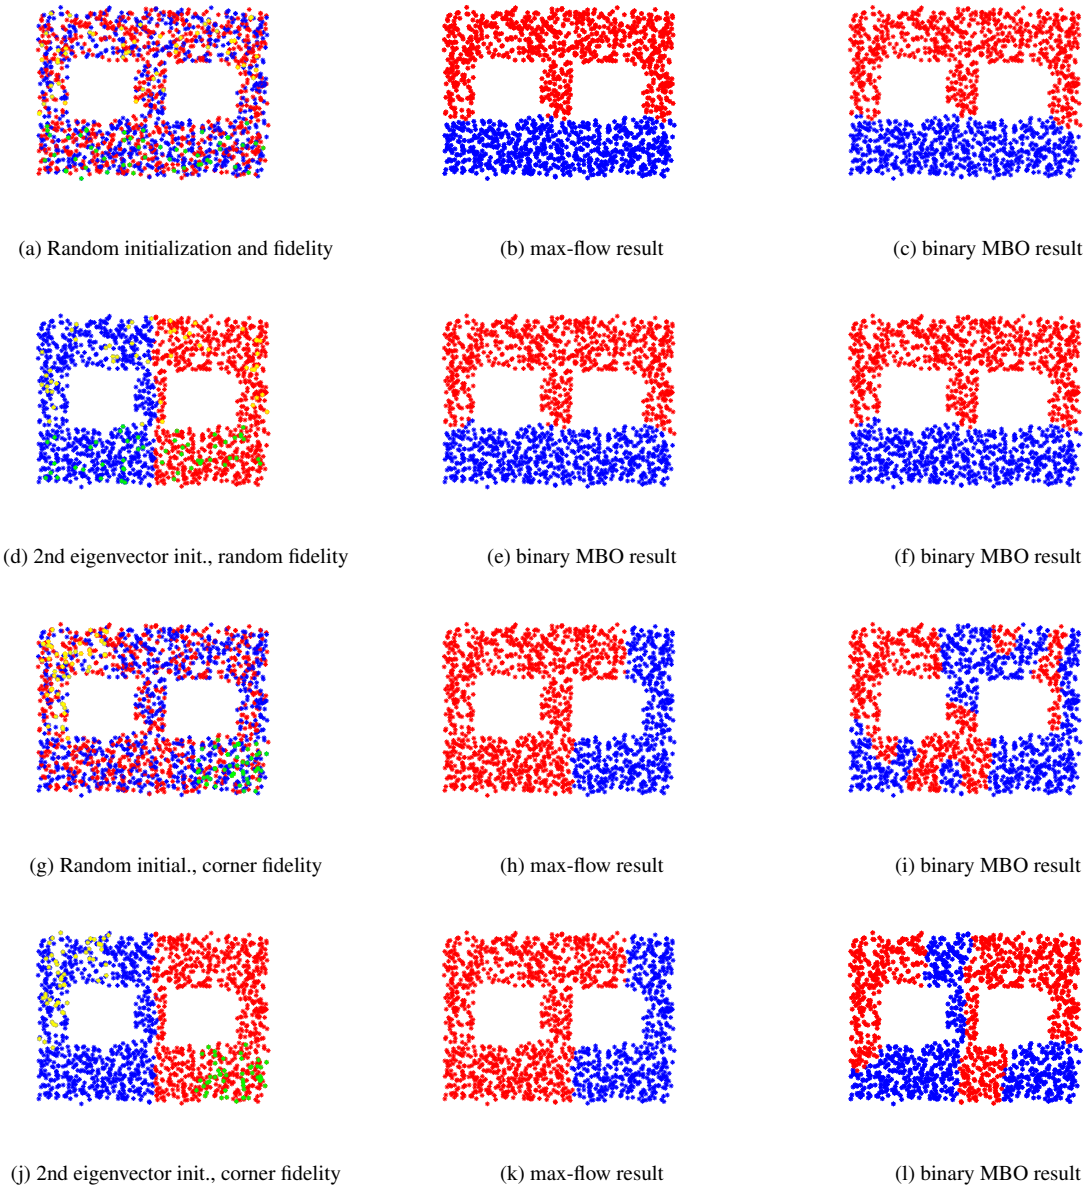 (a) Random initialization and fidelity
(b) max-flow result
(c) binary MBO result
(d) 2nd eigenvector init., random fidelity
(e) binary MBO result
(f) binary MBO result
(g) Random initial., corner fidelity
(h) max-flow result
(i) binary MBO result
(j) 2nd eigenvector init., corner fidelity
(k) max-flow result
(l) binary MBO result